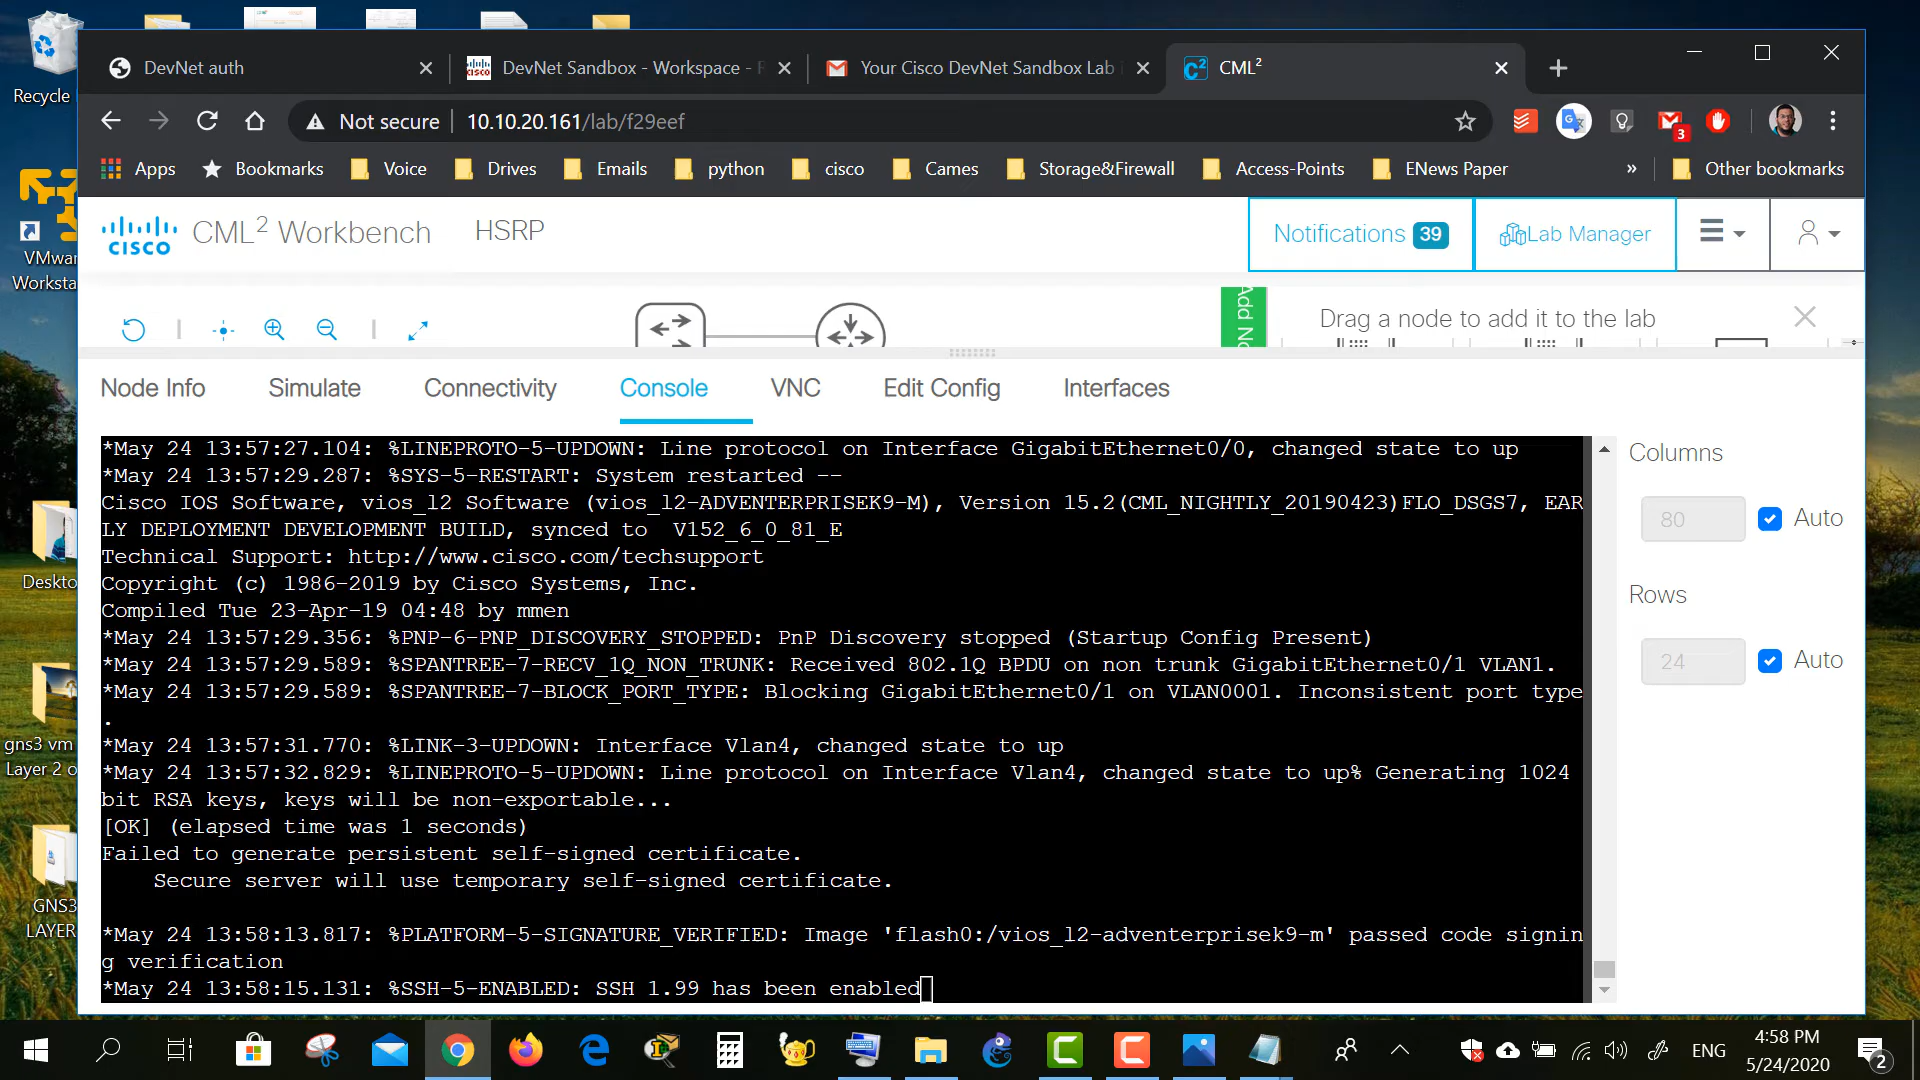 Recycle
DevNet auth
DevNet Sandbox - Workspace -
Your Cisco DevNet Sandbox Lab
CML²
Not secure
10.10.20.161/lab/f29eef
3
Apps
Bookmarks
Voice
Drives
Emails
python
cisco
Cames
Storage&Firewall
Access-Points
ENews Paper
»
Other bookmarks
CISCO
CML² Workbench
HSRP
Notifications 39
Lab Manager
Drag a node to add it to the lab
Node Info
Simulate
Connectivity
Console
VNC
Edit Config
Interfaces
*May 24 13:57:27.104: %LINEPROTO-5-UPDOWN: Line protocol on Interface GigabitEthernet0/0, changed state to up
*May 24 13:57:29.287: %SYS-5-RESTART: System restarted --
Cisco IOS Software, vios_l2 Software (vios_l2-ADVENTERPRISEK9-M), Version 15.2(CML_NIGHTLY_20190423)FLO_DSGS7, EAR
LY DEPLOYMENT DEVELOPMENT BUILD, synced to  V152_6_0_81_E
Technical Support: http://www.cisco.com/techsupport
Copyright (c) 1986-2019 by Cisco Systems, Inc.
Compiled Tue 23-Apr-19 04:48 by mmen
*May 24 13:57:29.356: %PNP-6-PNP_DISCOVERY_STOPPED: PnP Discovery stopped (Startup Config Present)
*May 24 13:57:29.589: %SPANTREE-7-RECV_1Q_NON_TRUNK: Received 802.1Q BPDU on non trunk GigabitEthernet0/1 VLAN1.
*May 24 13:57:29.589: %SPANTREE-7-BLOCK_PORT_TYPE: Blocking GigabitEthernet0/1 on VLAN0001. Inconsistent port type
.
*May 24 13:57:31.770: %LINK-3-UPDOWN: Interface Vlan4, changed state to up
*May 24 13:57:32.829: %LINEPROTO-5-UPDOWN: Line protocol on Interface Vlan4, changed state to up% Generating 1024
bit RSA keys, keys will be non-exportable...
[OK] (elapsed time was 1 seconds)
Failed to generate persistent self-signed certificate.
Secure server will use temporary self-signed certificate.
*May 24 13:58:13.817: %PLATFORM-5-SIGNATURE_VERIFIED: Image 'flash0:/vios_l2-adventerprisek9-m' passed code signin
g verification
*May 24 13:58:15.131: %SSH-5-ENABLED: SSH 1.99 has been enabled
Columns
80
Auto
Rows
24
Auto
VMwar
Worksta
Deskto
gns3 vm
Layer 2 o
GNS3
LAYER
ENG
4:58 PM
5/24/2020
2